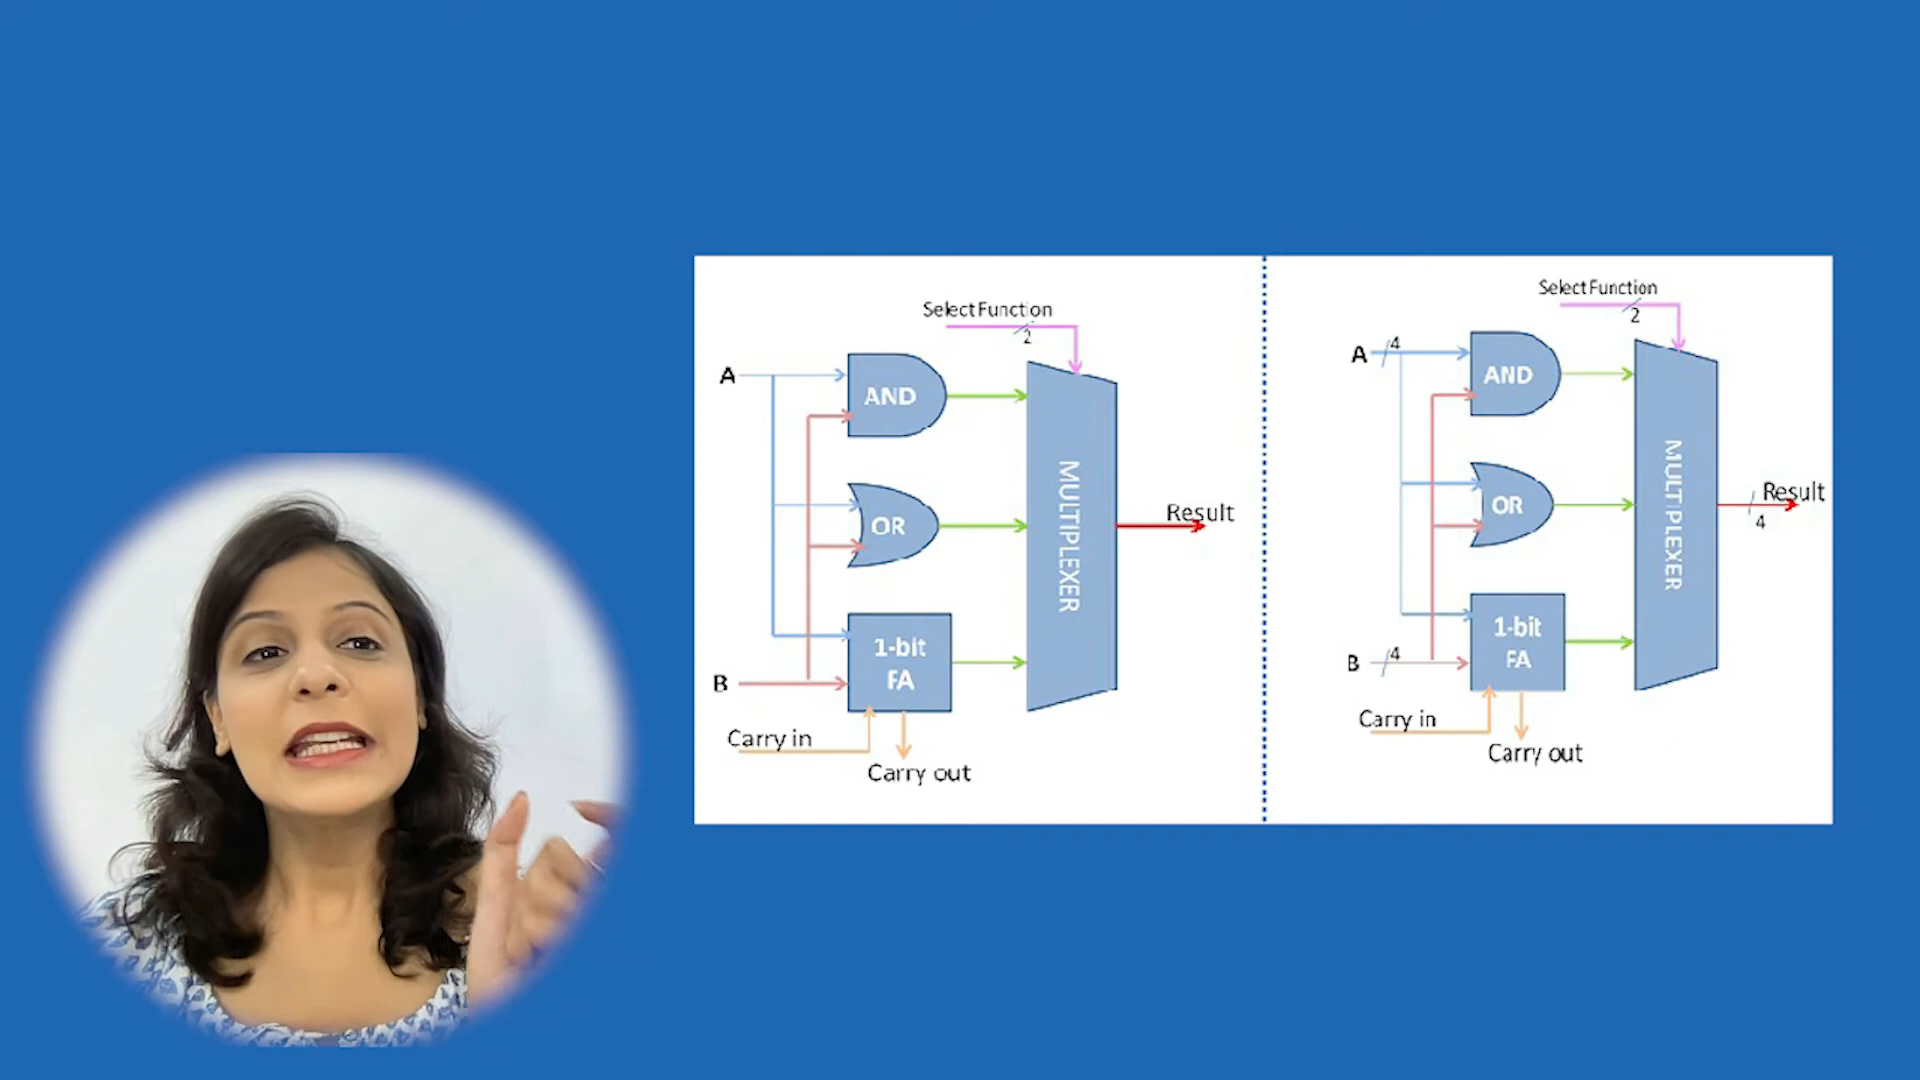 Select Function
2
A
AND
OR
MULTIPLEXER
Result
1-bit
FA
B
Carry in
Carry out
Select Function
2
A
4
AND
OR
MULTIPLEXER
Result
4
1-bit
FA
B
4
Carry in
Carry out